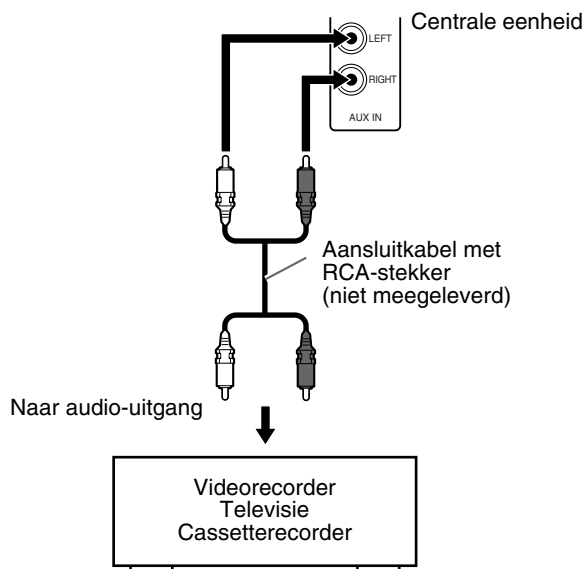 Centrale eenheid
LEFT
RIGHT
AUX IN
Aansluitkabel met
RCA-stekker
(niet meegeleverd)
Naar audio-uitgang
Videorecorder
Televisie
Cassetterecorder